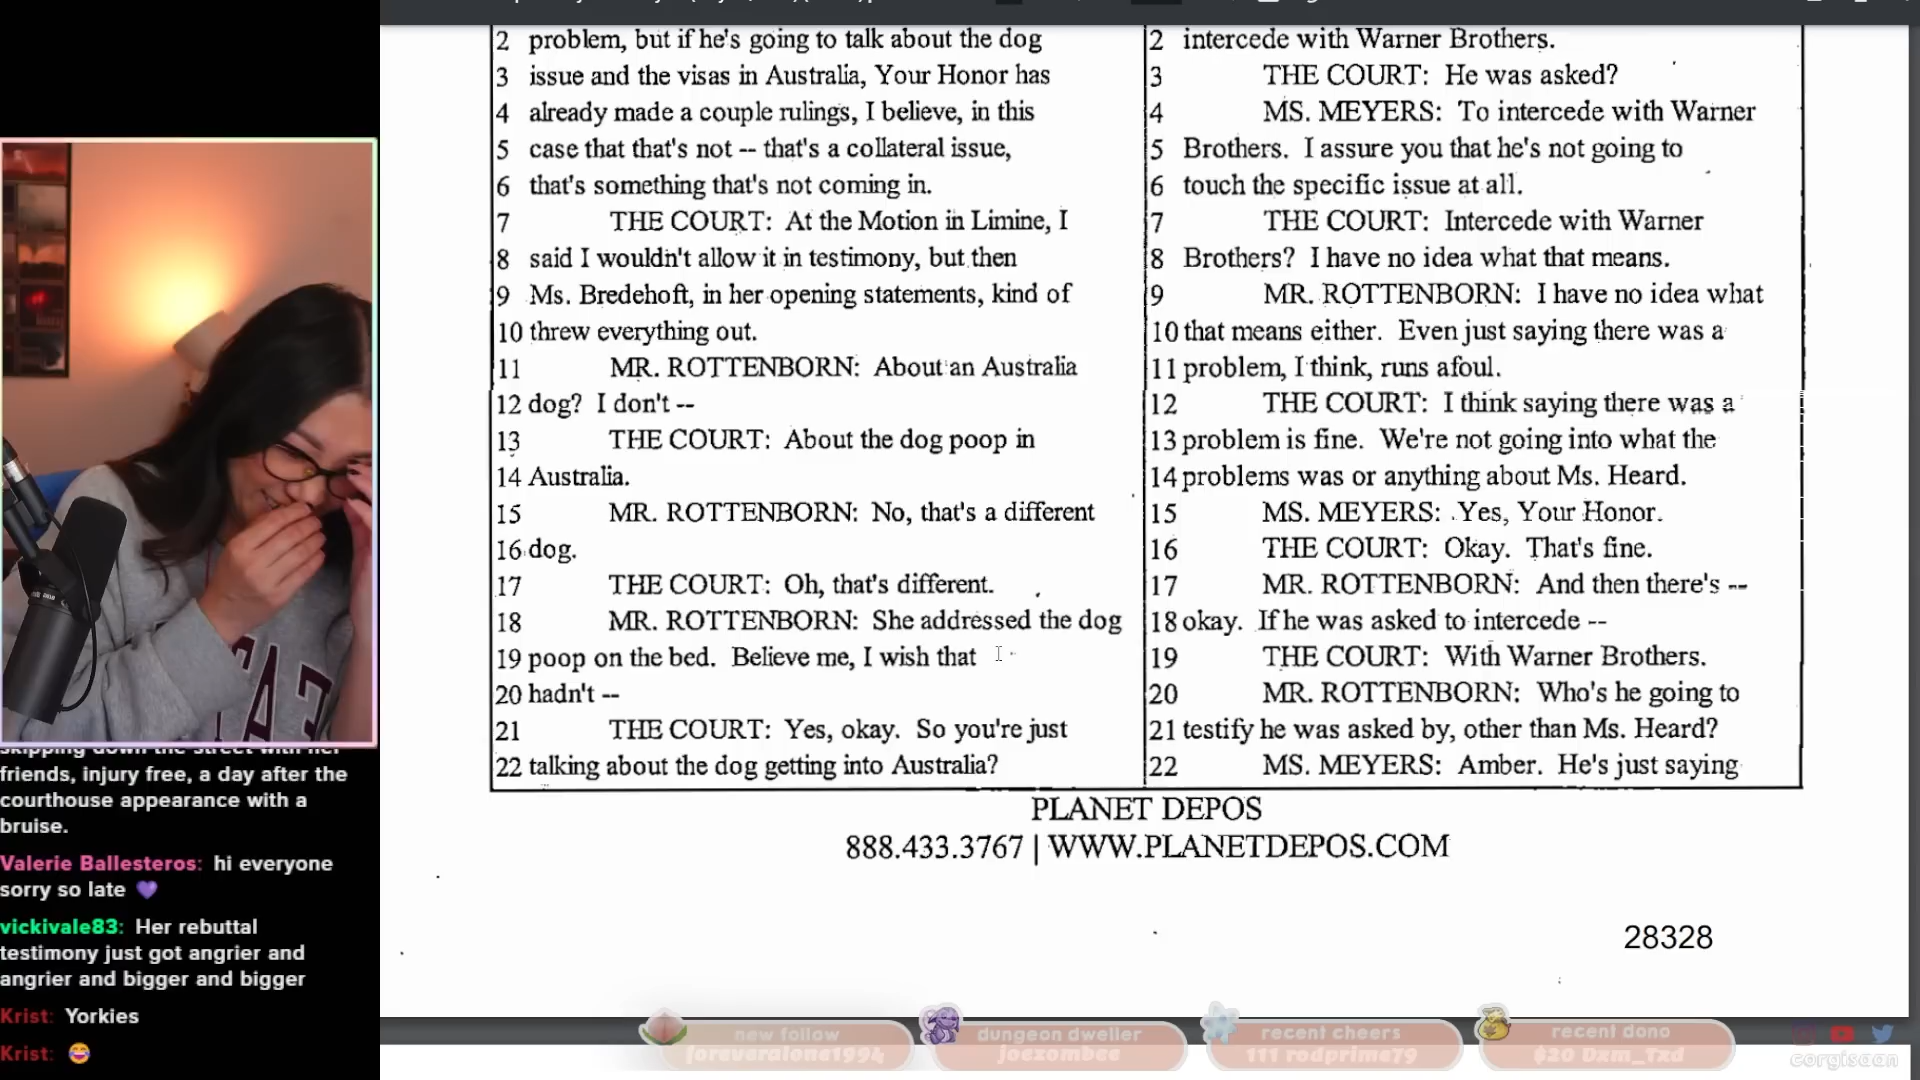 2 problem, but if he's going to talk about the dog
3 issue and the visas in Australia, Your Honor has
4 already made a couple rulings, I believe, in this
5 case that that's not -- that's a collateral issue,
6 that's something that's not coming in.
7 THE COURT: At the Motion in Limine, I
8 said I wouldn't allow it in testimony, but then
9 Ms. Bredehoft, in her opening statements, kind of
10 threw everything out.
11 MR. ROTTENBORN: About an Australia
12 dog? I don't --
13 THE COURT: About the dog poop in
14 Australia.
15 MR. ROTTENBORN: No, that's a different
16 dog.
17 THE COURT: Oh, that's different.
18 MR. ROTTENBORN: She addressed the dog
19 poop on the bed. Believe me, I wish that
20 hadn't --
21 THE COURT: Yes, okay. So you're just
22 talking about the dog getting into Australia?
2 intercede with Warner Brothers.
3 THE COURT: He was asked?
4 MS. MEYERS: To intercede with Warner
5 Brothers. I assure you that he's not going to
6 touch the specific issue at all.
7 THE COURT: Intercede with Warner
8 Brothers? I have no idea what that means.
9 MR. ROTTENBORN: I have no idea what
10 that means either. Even just saying there was a
11 problem, I think, runs afoul.
12 THE COURT: I think saying there was a
13 problem is fine. We're not going into what the
14 problems was or anything about Ms. Heard.
15 MS. MEYERS: Yes, Your Honor.
16 THE COURT: Okay. That's fine.
17 MR. ROTTENBORN: And then there's --
18 okay. If he was asked to intercede --
19 THE COURT: With Warner Brothers.
20 MR. ROTTENBORN: Who's he going to
21 testify he was asked by, other than Ms. Heard?
22 MS. MEYERS: Amber. He's just saying
PLANET DEPOS
888.433.3767 | WWW.PLANETDEPOS.COM
28328
skipping down the street with her
friends, injury free, a day after the
courthouse appearance with a
bruise.
Valerie Ballesteros: hi everyone
sorry so late 💜
vickivale83: Her rebuttal
testimony just got angrier and
angrier and bigger and bigger
Krist: Yorkies
Krist: 😂
new follow
foreveralone1994
dungeon dweller
joexombee
recent cheers
111 rodprime79
recent dono
$20 Dxm_Txd
corgisaan